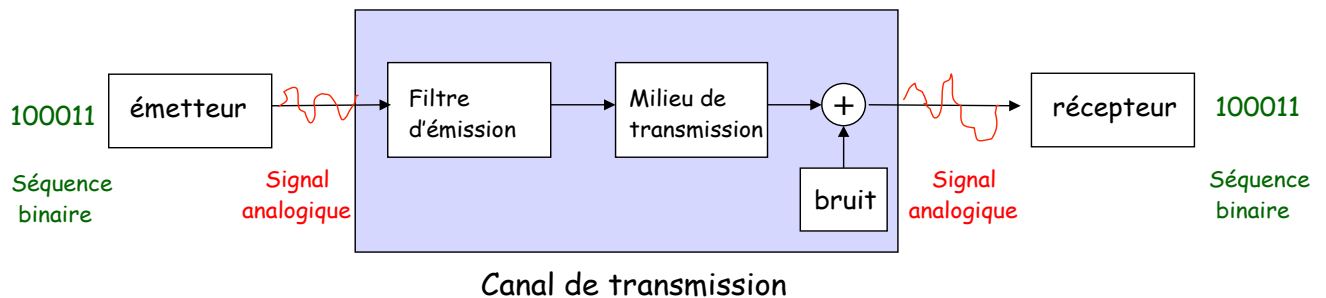 100011
émetteur
Filtre
d'émission
Milieu de
transmission
+
récepteur
100011
Séquence
binaire
Signal
analogique
bruit
Signal
analogique
Séquence
binaire
Canal de transmission